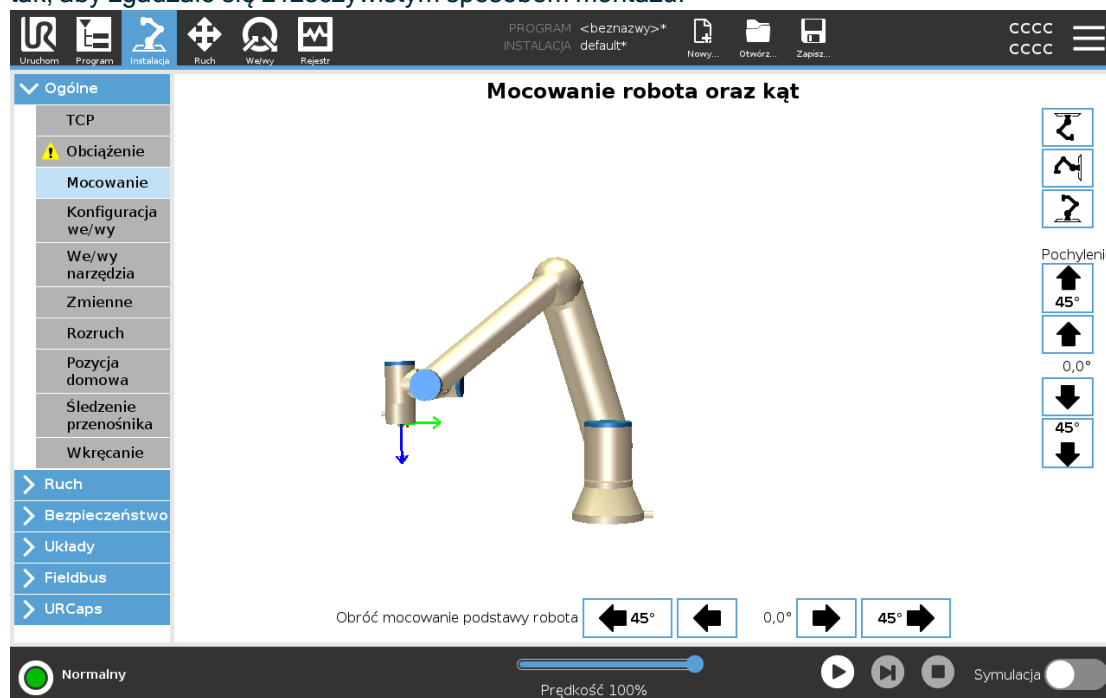 tak, aby zgadzało się z rzeczywistym sposobem montażu.
PROGRAM <beznazwy>*
INSTALACJA default*
CCCC
CCCC
Uruchom Program Instalacja Ruch We/wy Rejestr
Nowy... Otwórz... Zapisz...
Ogólne
TCP
Obciążenie
Mocowanie
Konfiguracja
we/wy
We/wy
narzędzia
Zmienne
Rozruch
Pozycja
domowa
Śledzenie
przenośnika
Wkręcanie
Ruch
Bezpieczeństwo
Układy
Fieldbus
URCaps
Mocowanie robota oraz kąt
Pochyleni
45°
0,0°
45°
Obróć mocowanie podstawy robota 45° 0,0° 45°
Normalny
Prędkość 100%
Symulacja